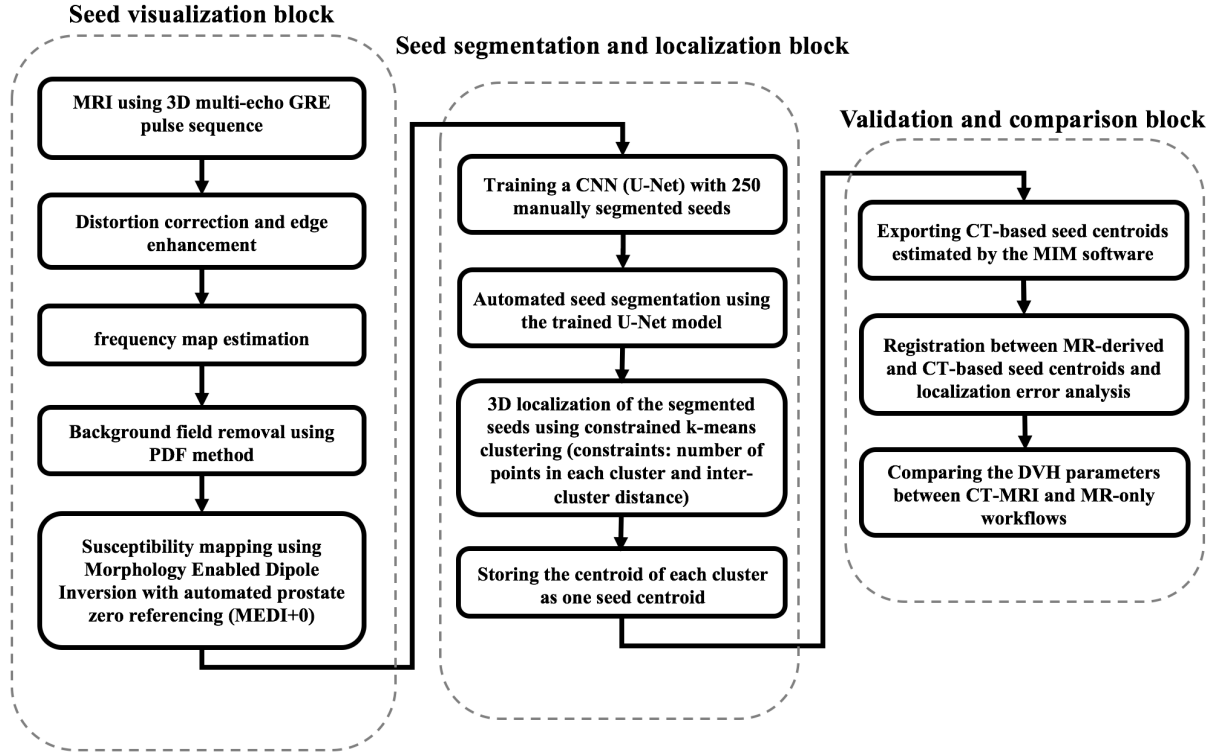 Seed visualization block
MRI using 3D multi-echo GRE
pulse sequence
Distortion correction and edge
enhancement
frequency map estimation
Background field removal using
PDF method
Susceptibility mapping using
Morphology Enabled Dipole
Inversion with automated prostate
zero referencing (MEDI+0)
Seed segmentation and localization block
Training a CNN (U-Net) with 250
manually segmented seeds
Automated seed segmentation using
the trained U-Net model
3D localization of the segmented
seeds using constrained k-means
clustering (constraints: number of
points in each cluster and inter-
cluster distance)
Storing the centroid of each cluster
as one seed centroid
Validation and comparison block
Exporting CT-based seed centroids
estimated by the MIM software
Registration between MR-derived
and CT-based seed centroids and
localization error analysis
Comparing the DVH parameters
between CT-MRI and MR-only
workflows